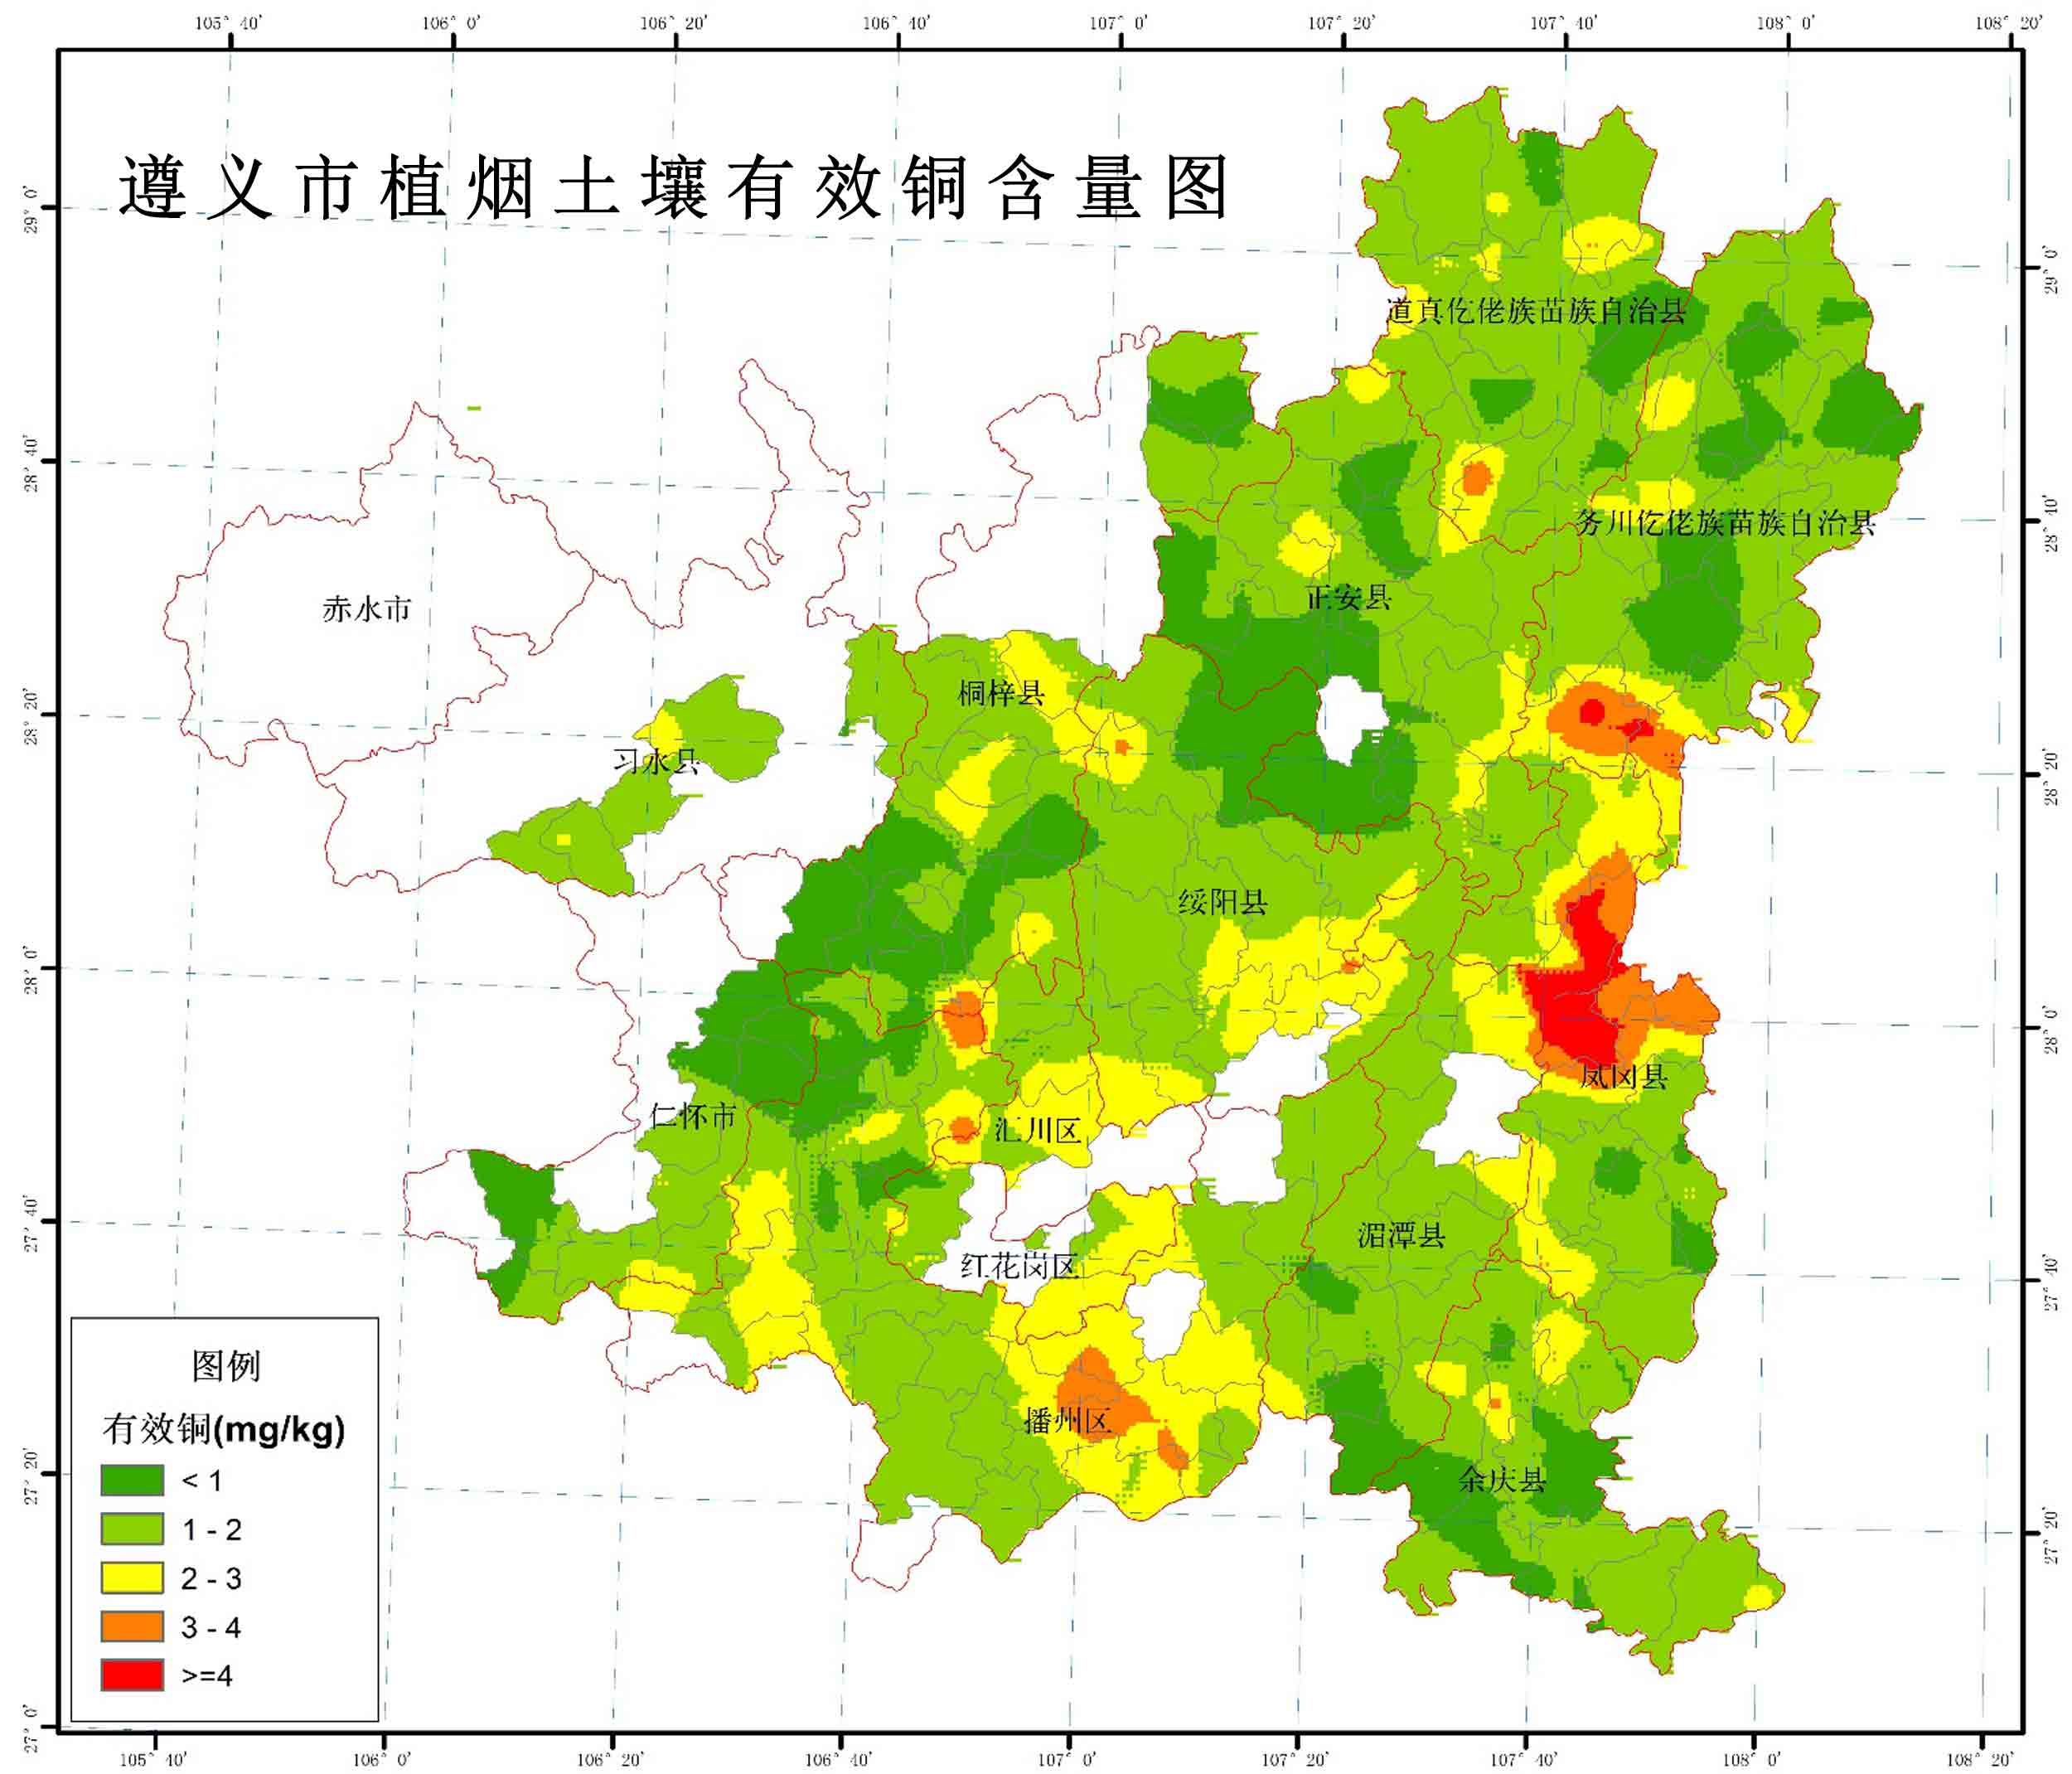 105° 40′ 106° 0′ 106° 20′ 106° 40′ 107° 0′ 107° 20′ 107° 40′ 108° 0′ 108° 20′
遵义市植烟土壤有效铜含量图
29° 0′
29° 0′
道真仡佬族苗族自治县
28° 40′
28° 40′
务川仡佬族苗族自治县
赤水市
正安县
桐梓县
28° 20′
习水县
28° 20′
绥阳县
28° 0′
28° 0′
凤冈县
仁怀市
汇川区
27° 40′
湄潭县
红花岗区
27° 40′
播州区
27° 20′
余庆县
27° 20′
图例
有效铜(mg/kg)
< 1
1 - 2
2 - 3
3 - 4
>=4
27° 0′
105° 40′ 106° 0′ 106° 20′ 106° 40′ 107° 0′ 107° 20′ 107° 40′ 108° 0′ 108° 20′